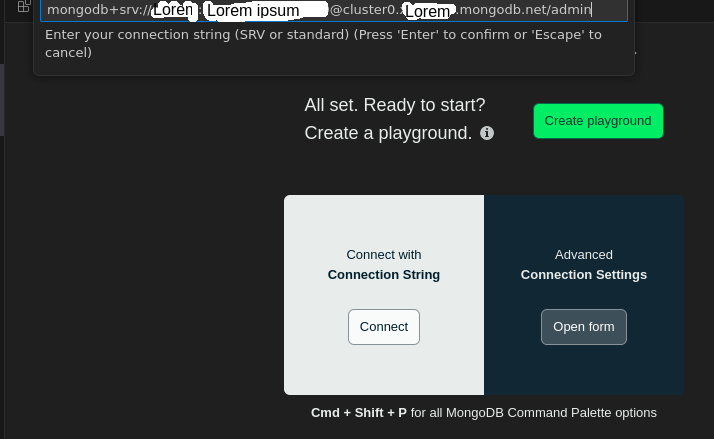 mongodb+srv://Lorem:Lorem ipsum@cluster0.Lorem.mongodb.net/admin
Enter your connection string (SRV or standard) (Press 'Enter' to confirm or 'Escape' to
cancel)
All set. Ready to start?
Create a playground.
Create playground
Connect with
Connection String
Connect
Advanced
Connection Settings
Open form
Cmd + Shift + P for all MongoDB Command Palette options